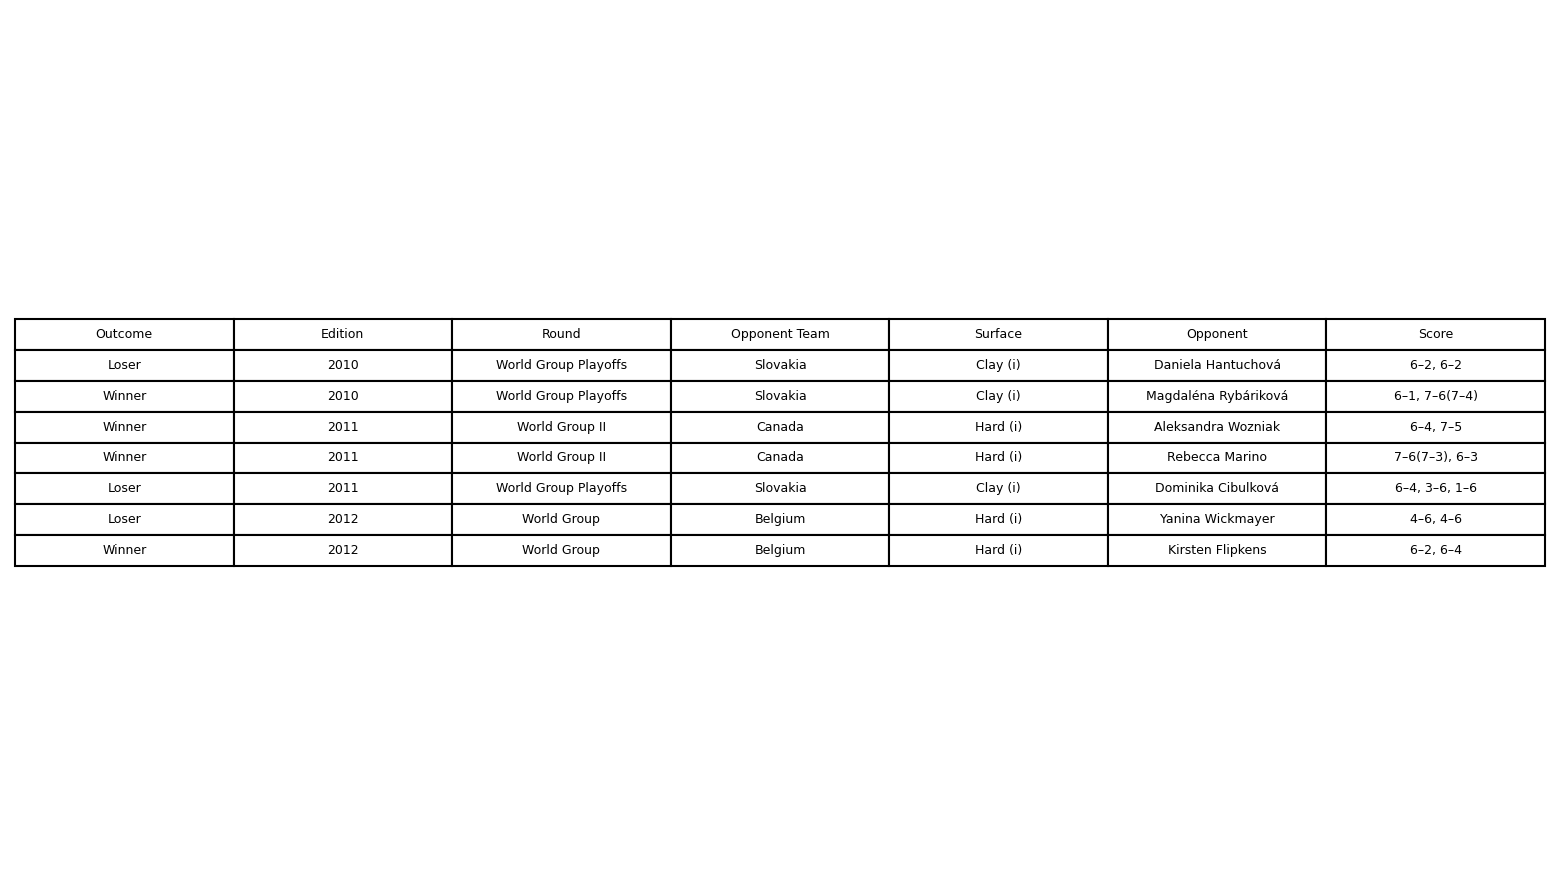 Outcome Edition Round Opponent Team Surface Opponent Score
Loser 2010 World Group Playoffs Slovakia Clay (i) Daniela Hantuchová 6–2, 6–2
Winner 2010 World Group Playoffs Slovakia Clay (i) Magdaléna Rybáriková 6–1, 7–6(7–4)
Winner 2011 World Group II Canada Hard (i) Aleksandra Wozniak 6–4, 7–5
Winner 2011 World Group II Canada Hard (i) Rebecca Marino 7–6(7–3), 6–3
Loser 2011 World Group Playoffs Slovakia Clay (i) Dominika Cibulková 6–4, 3–6, 1–6
Loser 2012 World Group Belgium Hard (i) Yanina Wickmayer 4–6, 4–6
Winner 2012 World Group Belgium Hard (i) Kirsten Flipkens 6–2, 6–4